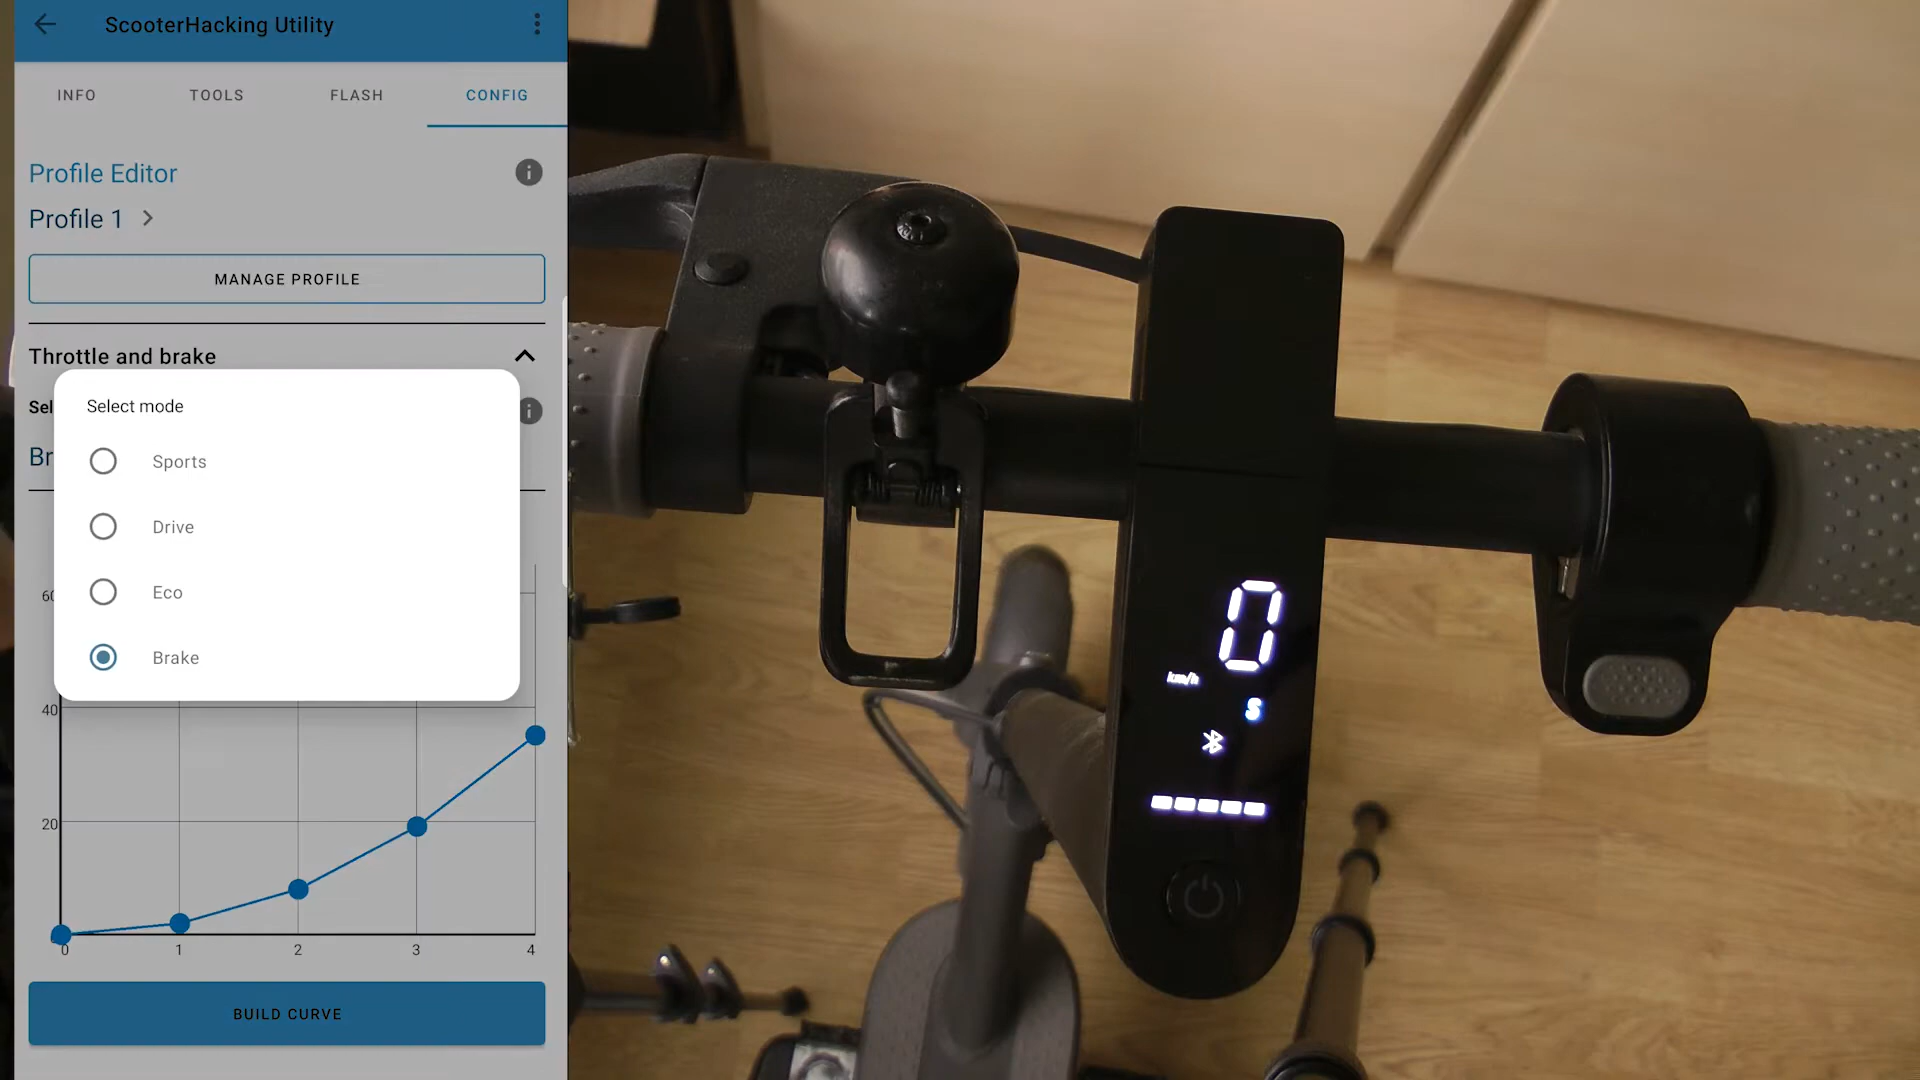 ScooterHacking Utility
INFO TOOLS FLASH CONFIG
Profile Editor
Profile 1
MANAGE PROFILE
Throttle and brake
Sel
Br
Select mode
Sports
Drive
Eco
Brake
60
40
20
0 1 2 3 4
BUILD CURVE
0
km/h
S